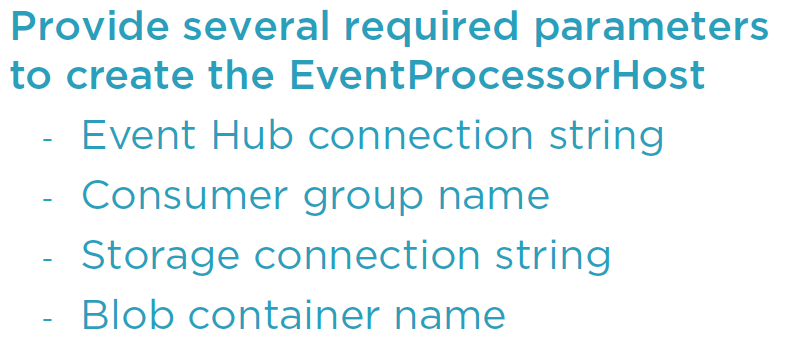 Provide several required parameters
to create the EventProcessorHost
- Event Hub connection string
- Consumer group name
- Storage connection string
- Blob container name